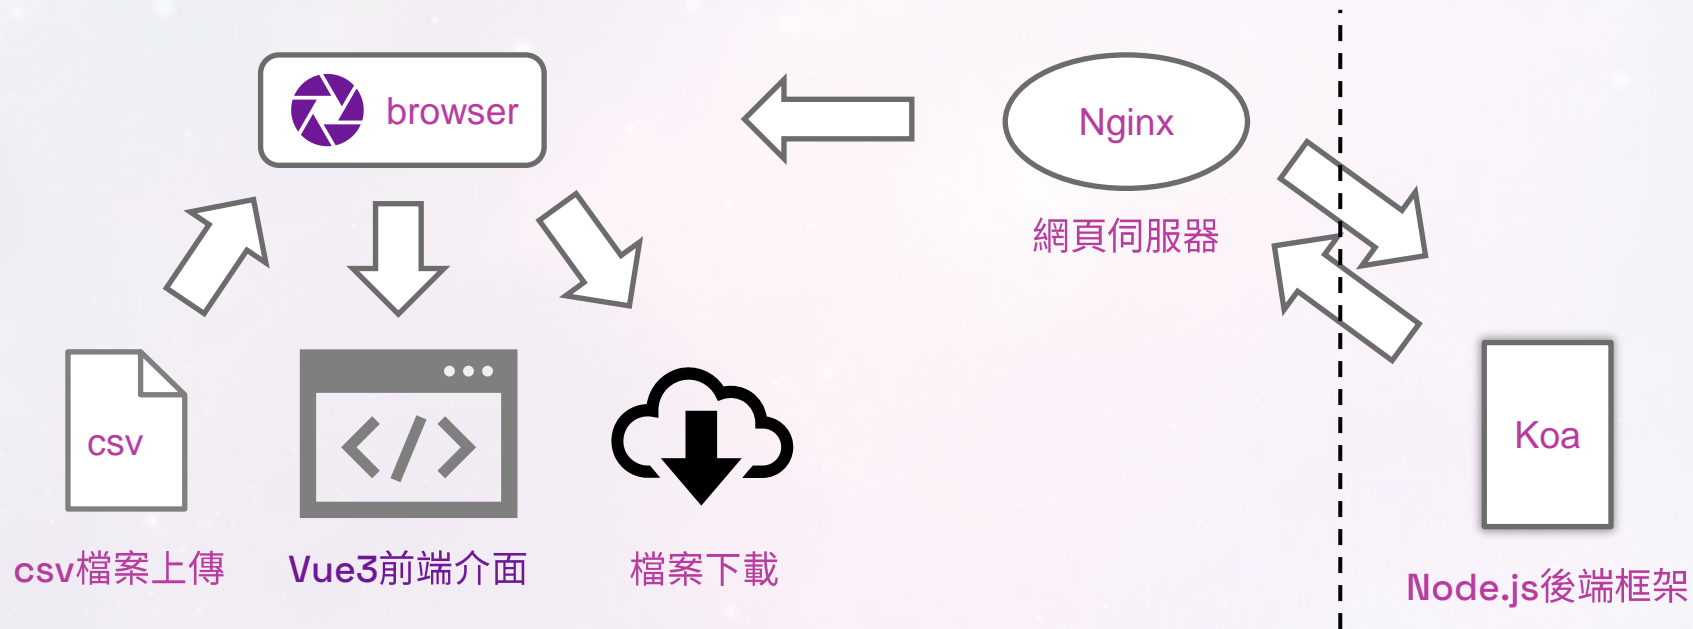 browser
Nginx
網頁伺服器
csv
Koa
csv檔案上傳
Vue3前端介面
檔案下載
Node.js後端框架